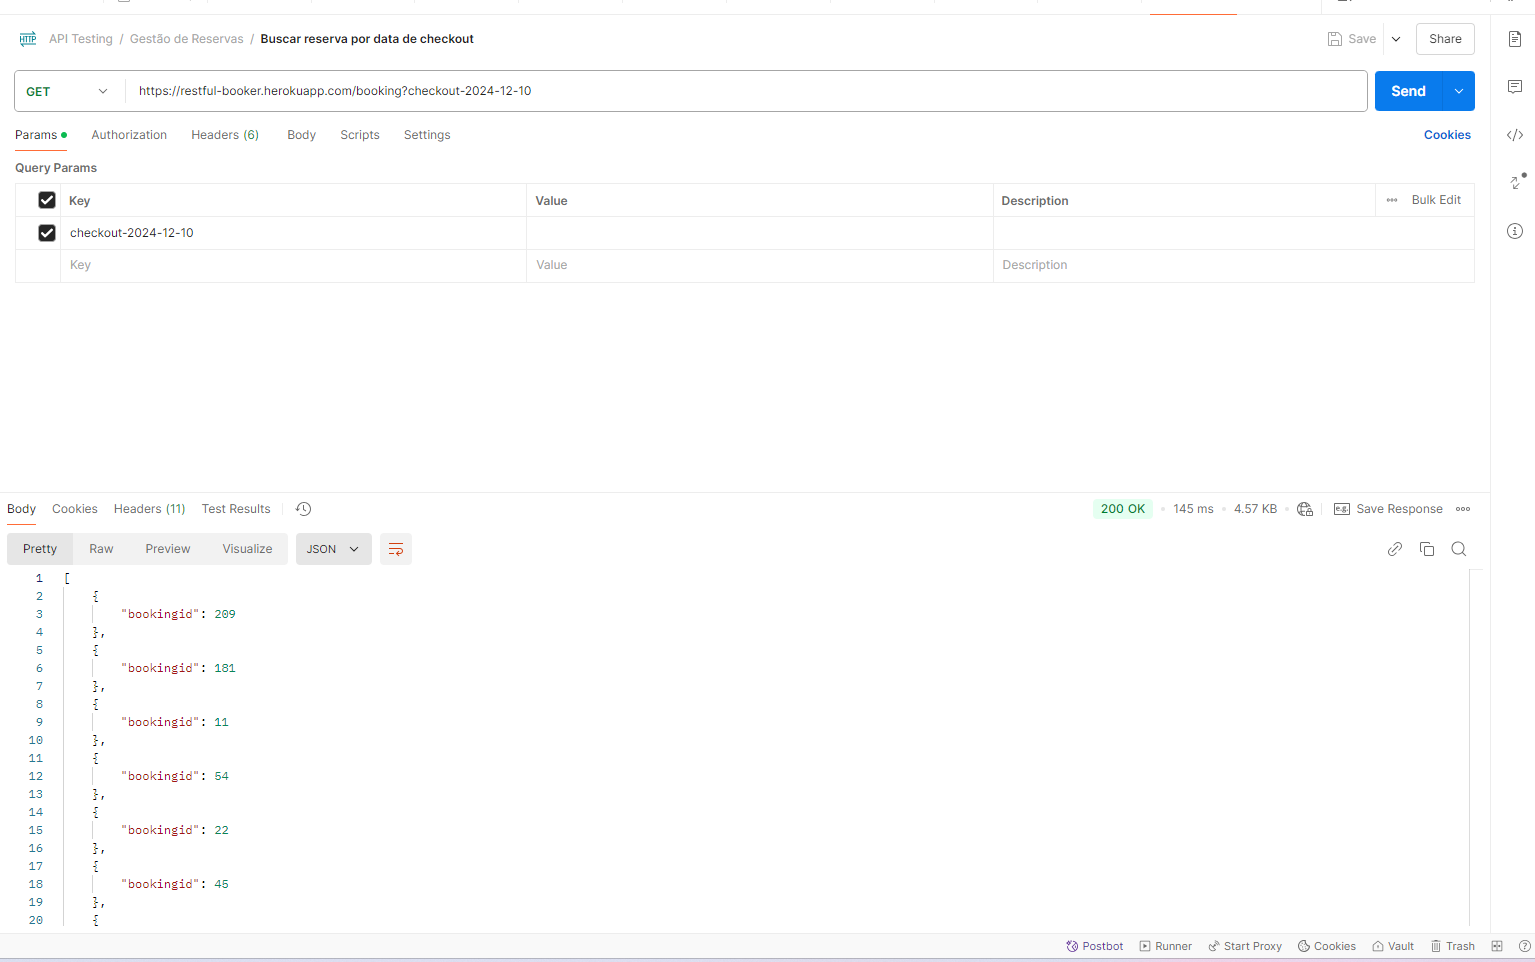 HTTP API Testing / Gestão de Reservas / Buscar reserva por data de checkout Save Share
GET https://restful-booker.herokuapp.com/booking?checkout-2024-12-10 Send
Params Authorization Headers (6) Body Scripts Settings Cookies
Query Params
Key Value Description Bulk Edit
checkout-2024-12-10
Key Value Description
Body Cookies Headers (11) Test Results 200 OK 145 ms 4.57 KB e.g. Save Response
Pretty Raw Preview Visualize JSON
1 [
2 {
3 "bookingid": 209
4 },
5 {
6 "bookingid": 181
7 },
8 {
9 "bookingid": 11
10 },
11 {
12 "bookingid": 54
13 },
14 {
15 "bookingid": 22
16 },
17 {
18 "bookingid": 45
19 },
20 {
Postbot Runner Start Proxy Cookies Vault Trash